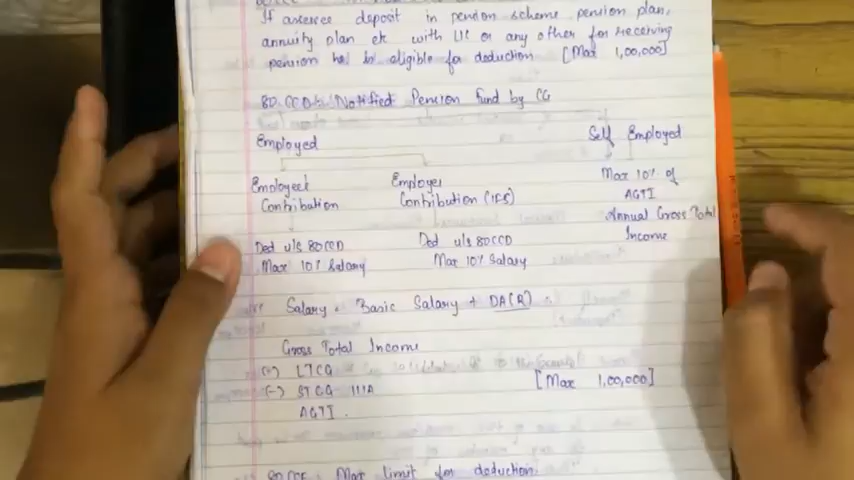 If assesee deposit in pension scheme pension plan,
annuity plan etc with LIC or any other for receiving
pension he is eligible for deduction [Max 1,00,000]
80 CCD : Notified Pension Fund by CG
Employed
Self Employed
Employee's
Contribution
Employer
Contribution
Max 10% of
AGTI
Annual Gross Total
Income
Ded u/s 80CCD
Max 10% Salary
Ded u/s 80CCD
Max 10% Salary
Salary = Basic Salary + DA(R)
Gross Total Income
(-) LTCG
(-) STCG 111A
AGTI
[Max 1,00,000]
80 CCE Max limit for deduction